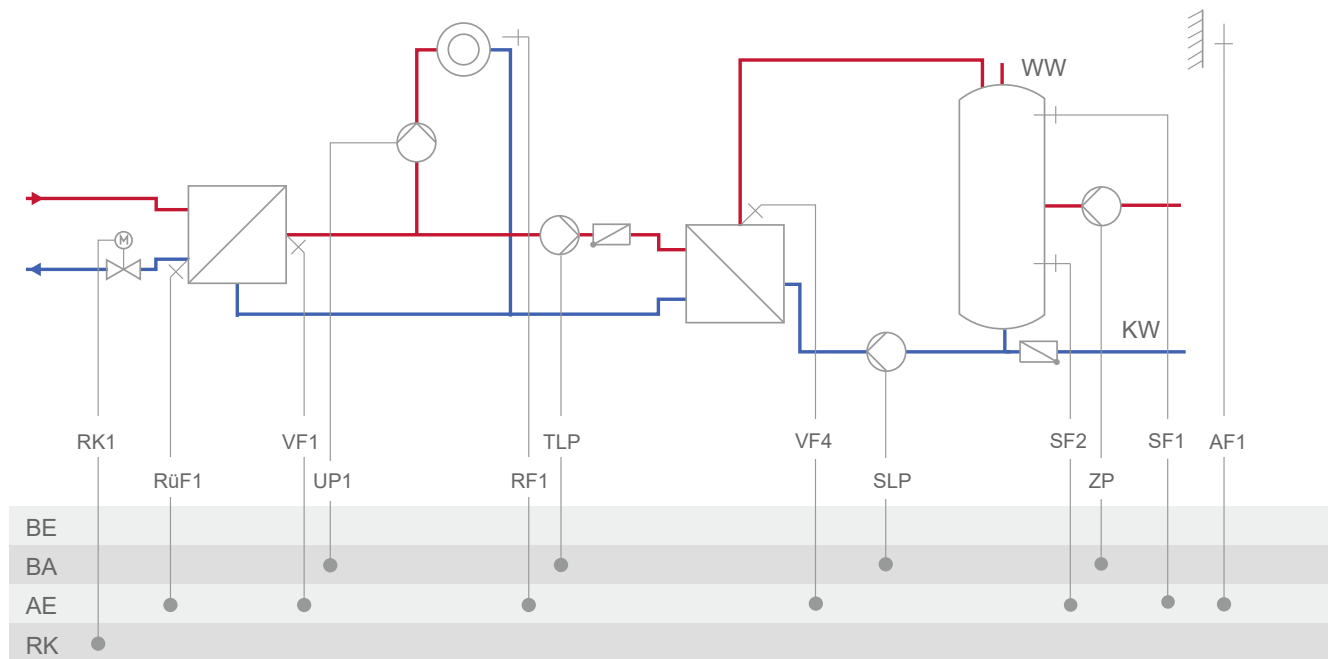 WW
M
KW
RK1 VF1 TLP VF4 SF2 SF1 AF1
RüF1 UP1 RF1 SLP ZP
BE
BA
AE
RK